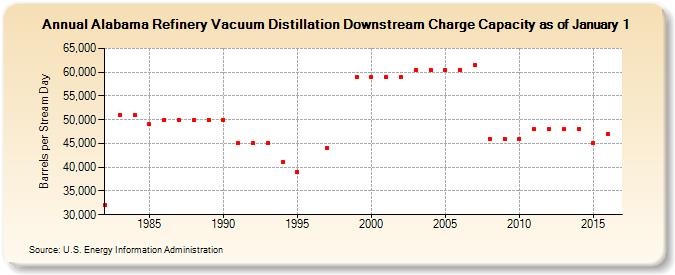 Annual Alabama Refinery Vacuum Distillation Downstream Charge Capacity as of January 1
Barrels per Stream Day
65,000
60,000
55,000
50,000
45,000
40,000
35,000
30,000
1985 1990 1995 2000 2005 2010 2015
Source: U.S. Energy Information Administration